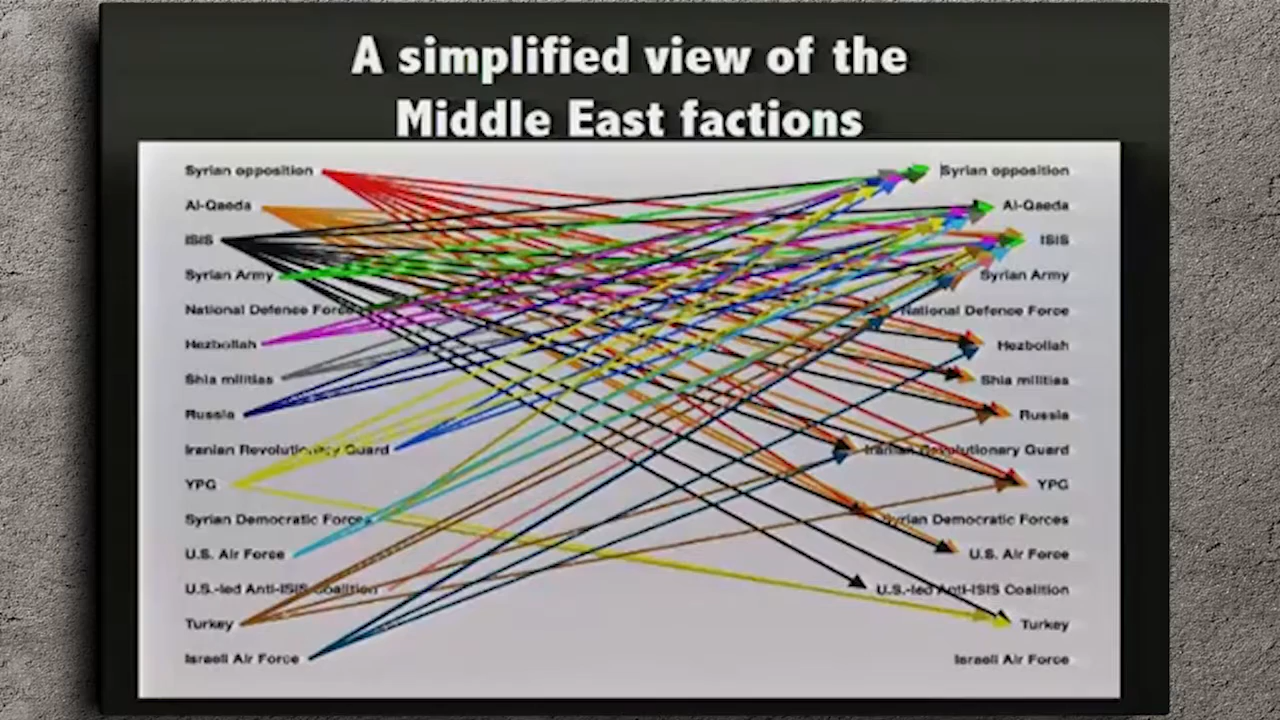 A simplified view of the
Middle East factions
Syrian opposition
Al-Qaeda
ISIS
Syrian Army
National Defence Force
Hezbollah
Shia militias
Russia
Iranian Revolutionary Guard
YPG
Syrian Democratic Forces
U.S. Air Force
U.S.-led Anti-ISIS Coalition
Turkey
Israeli Air Force
Syrian opposition
Al-Qaeda
ISIS
Syrian Army
National Defence Force
Hezbollah
Shia militias
Russia
Iranian Revolutionary Guard
YPG
Syrian Democratic Forces
U.S. Air Force
U.S.-led Anti-ISIS Coalition
Turkey
Israeli Air Force